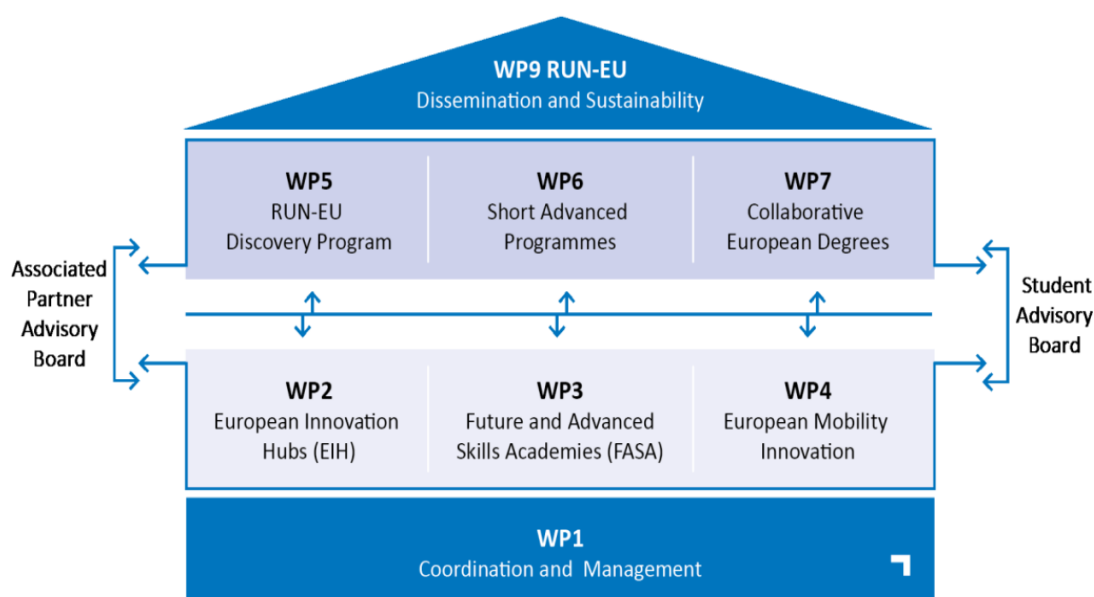 WP9 RUN-EU
Dissemination and Sustainability
WP5
RUN-EU
Discovery Program
WP6
Short Advanced
Programmes
WP7
Collaborative
European Degrees
Associated
Partner
Advisory
Board
Student
Advisory
Board
WP2
European Innovation
Hubs (EIH)
WP3
Future and Advanced
Skills Academies (FASA)
WP4
European Mobility
Innovation
WP1
Coordination and Management